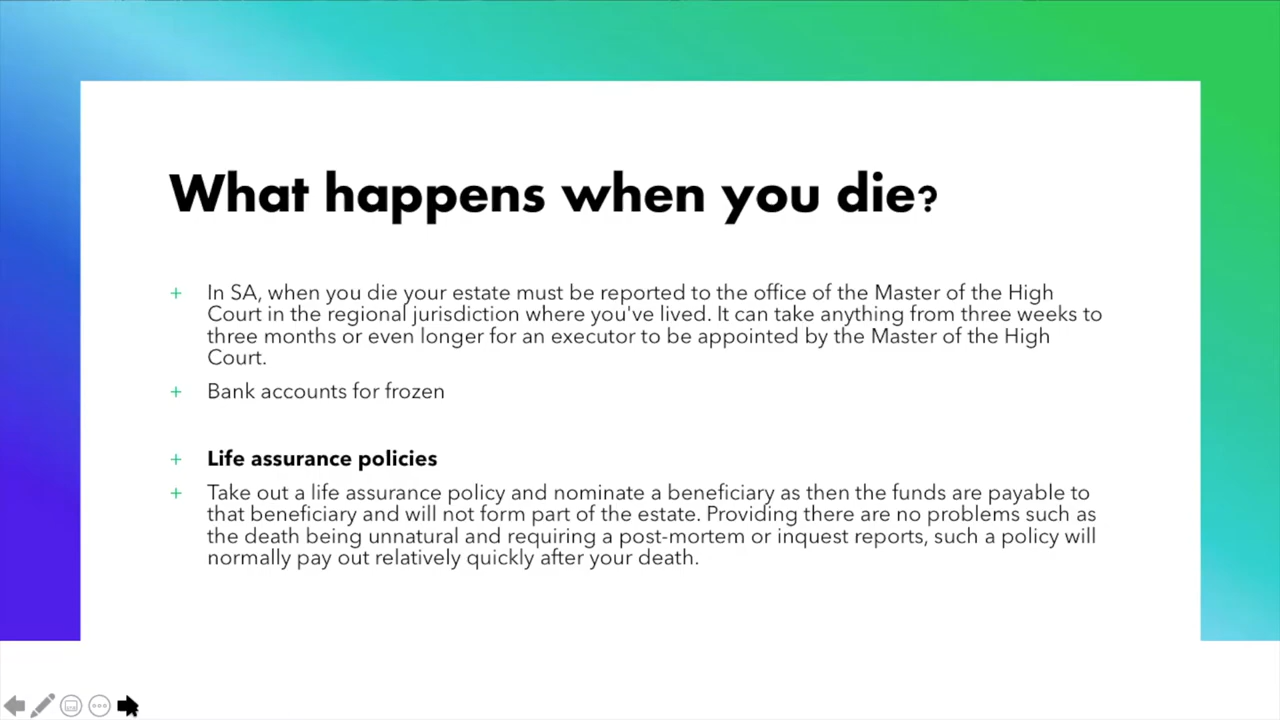 What happens when you die?
+ In SA, when you die your estate must be reported to the office of the Master of the High
Court in the regional jurisdiction where you've lived. It can take anything from three weeks to
three months or even longer for an executor to be appointed by the Master of the High
Court.
+ Bank accounts for frozen
+ Life assurance policies
+ Take out a life assurance policy and nominate a beneficiary as then the funds are payable to
that beneficiary and will not form part of the estate. Providing there are no problems such as
the death being unnatural and requiring a post-mortem or inquest reports, such a policy will
normally pay out relatively quickly after your death.